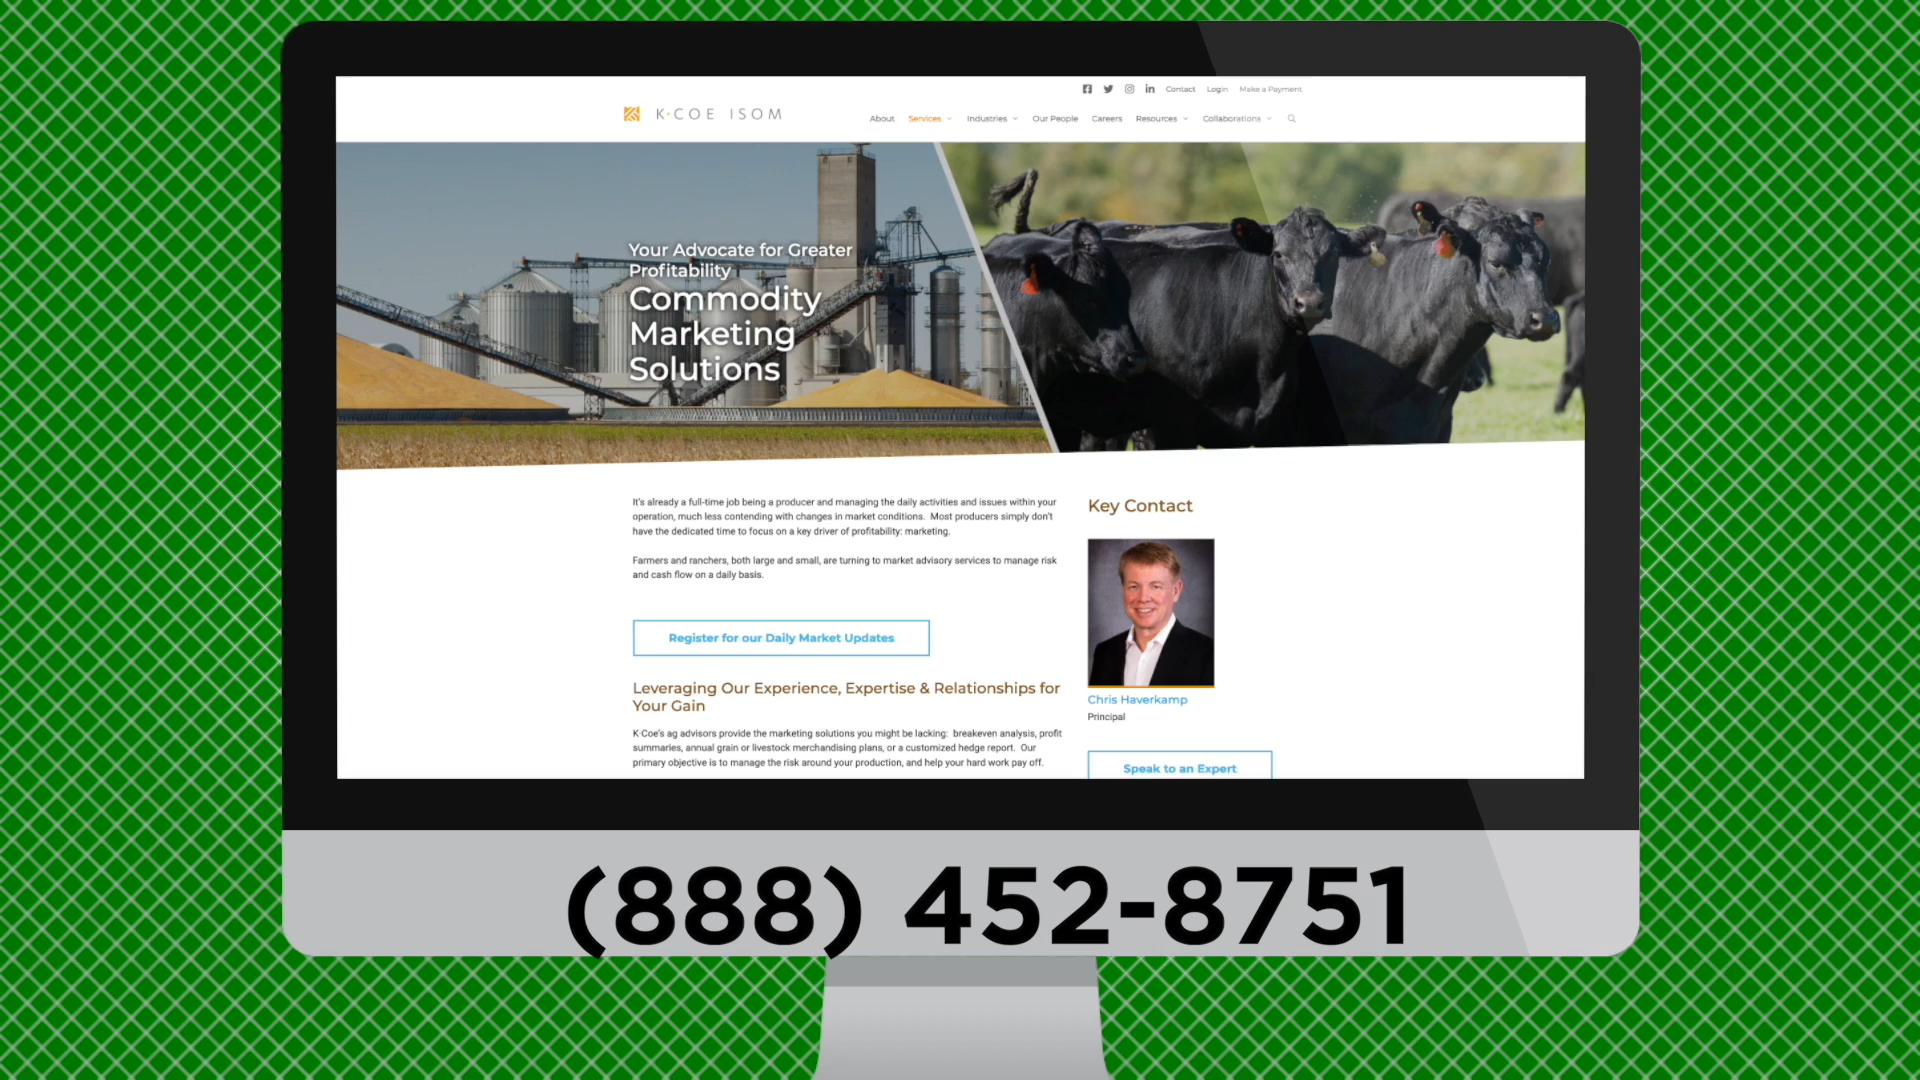 Contact Login Make a Payment
K·COE ISOM
About Services Industries Our People Careers Resources Collaborations
Your Advocate for Greater
Profitability
Commodity
Marketing
Solutions
It's already a full-time job being a producer and managing the daily activities and issues within your
operation, much less contending with changes in market conditions. Most producers simply don't
have the dedicated time to focus on a key driver of profitability: marketing.
Farmers and ranchers, both large and small, are turning to market advisory services to manage risk
and cash flow on a daily basis.
Register for our Daily Market Updates
Leveraging Our Experience, Expertise & Relationships for
Your Gain
K·Coe's ag advisors provide the marketing solutions you might be lacking: breakeven analysis, profit
summaries, annual grain or livestock merchandising plans, or a customized hedge report. Our
primary objective is to manage the risk around your production, and help your hard work pay off.
Key Contact
Chris Haverkamp
Principal
Speak to an Expert
(888) 452-8751